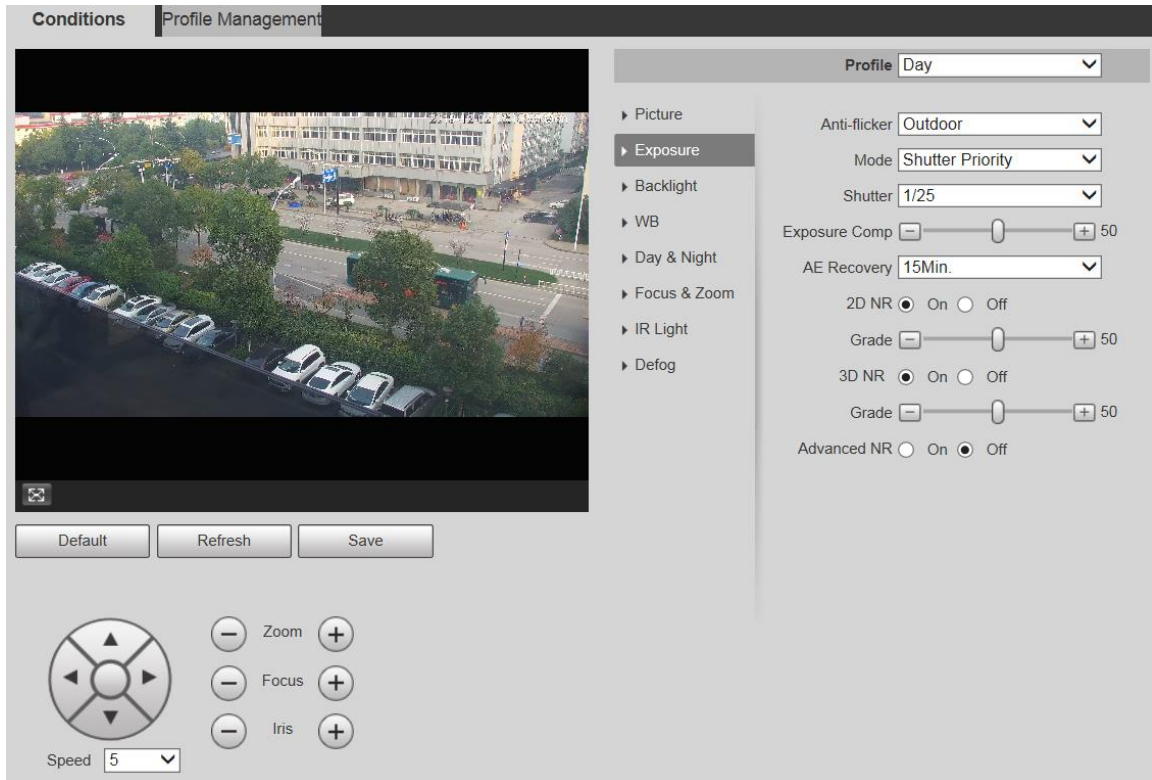 Conditions
Profile Management
Profile Day
Picture
Exposure
Backlight
WB
Day & Night
Focus & Zoom
IR Light
Defog
Anti-flicker Outdoor
Mode Shutter Priority
Shutter 1/25
Exposure Comp 50
AE Recovery 15Min.
2D NR On Off
Grade 50
3D NR On Off
Grade 50
Advanced NR On Off
Default
Refresh
Save
Zoom
Focus
Iris
Speed 5